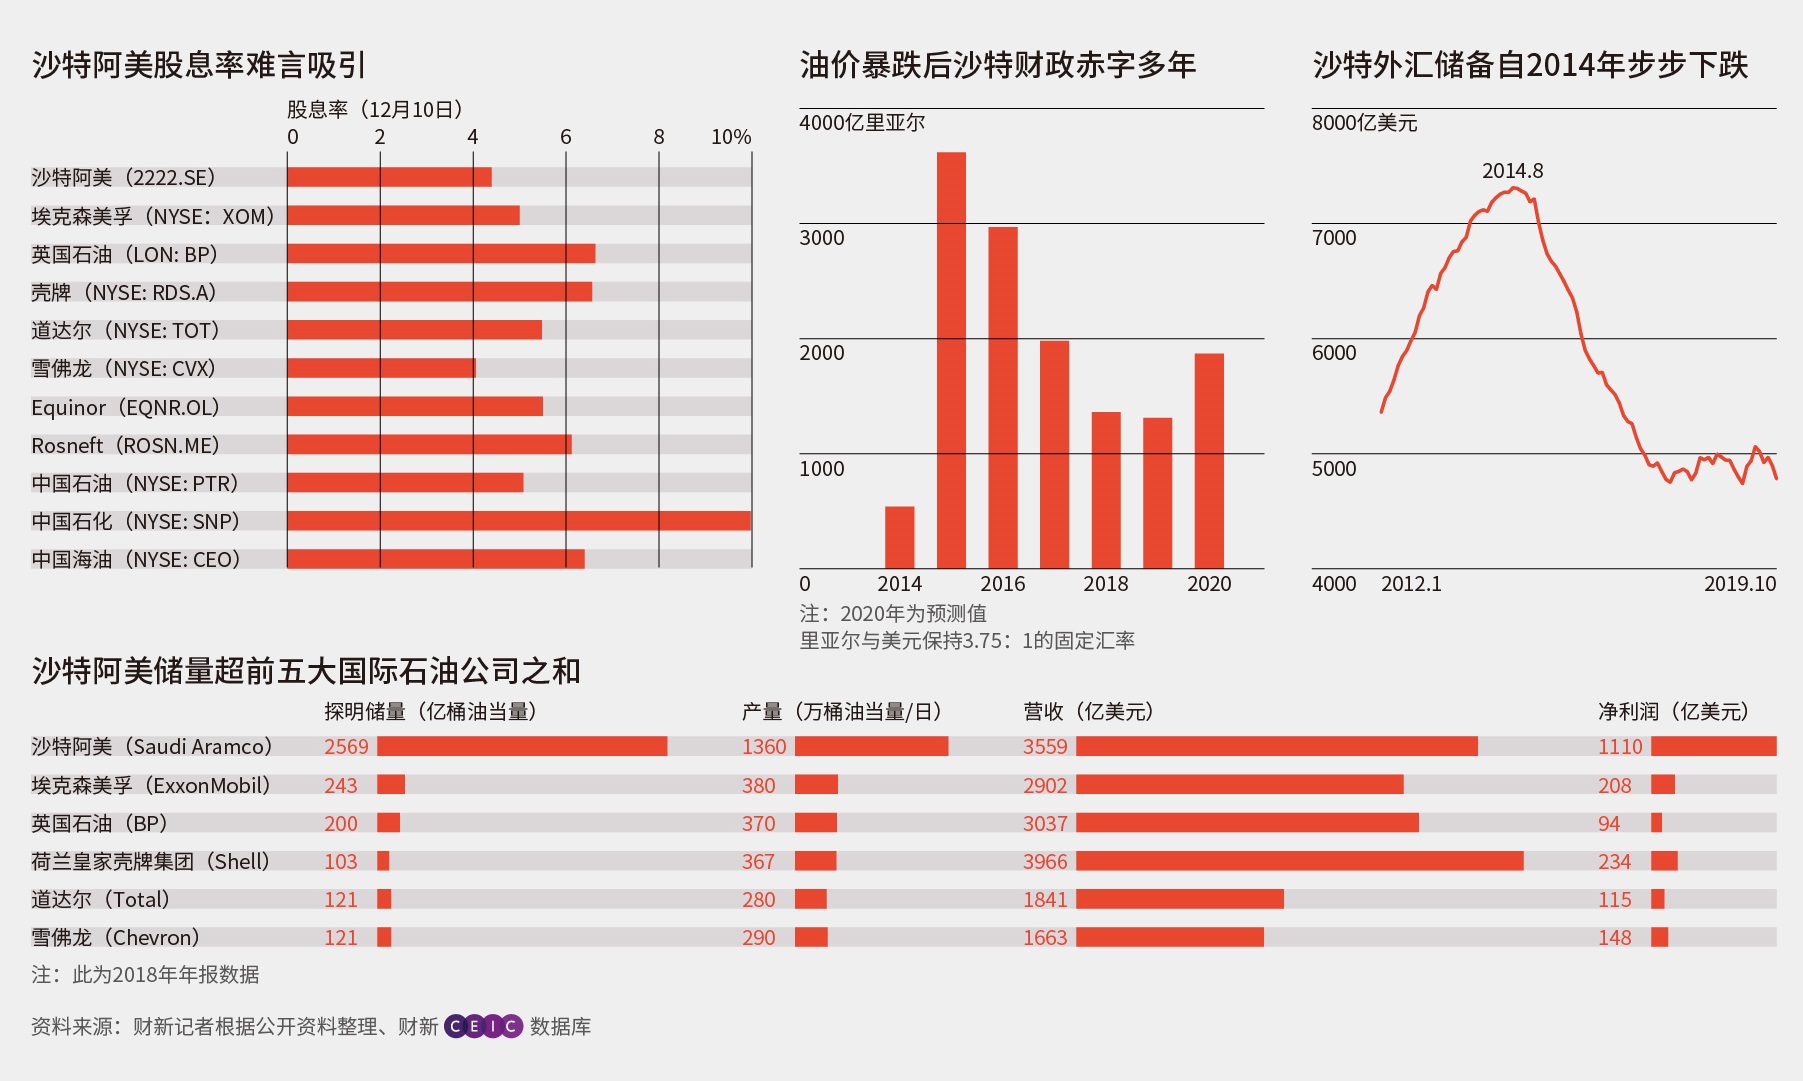 沙特阿美股息率难言吸引
股息率（12月10日）
0 2 4 6 8 10%
沙特阿美（2222.SE）
埃克森美孚（NYSE：XOM）
英国石油（LON: BP）
壳牌（NYSE: RDS.A）
道达尔（NYSE: TOT）
雪佛龙（NYSE: CVX）
Equinor（EQNR.OL）
Rosneft（ROSN.ME）
中国石油（NYSE: PTR）
中国石化（NYSE: SNP）
中国海油（NYSE: CEO）
油价暴跌后沙特财政赤字多年
4000亿里亚尔
3000
2000
1000
0 2014 2016 2018 2020
注：2020年为预测值
里亚尔与美元保持3.75：1的固定汇率
沙特外汇储备自2014年步步下跌
8000亿美元
2014.8
7000
6000
5000
4000 2012.1 2019.10
沙特阿美储量超前五大国际石油公司之和
探明储量（亿桶油当量） 产量（万桶油当量/日） 营收（亿美元） 净利润（亿美元）
沙特阿美（Saudi Aramco） 2569 1360 3559 1110
埃克森美孚（ExxonMobil） 243 380 2902 208
英国石油（BP） 200 370 3037 94
荷兰皇家壳牌集团（Shell） 103 367 3966 234
道达尔（Total） 121 280 1841 115
雪佛龙（Chevron） 121 290 1663 148
注：此为2018年年报数据
资料来源：财新记者根据公开资料整理、财新 CEIC 数据库